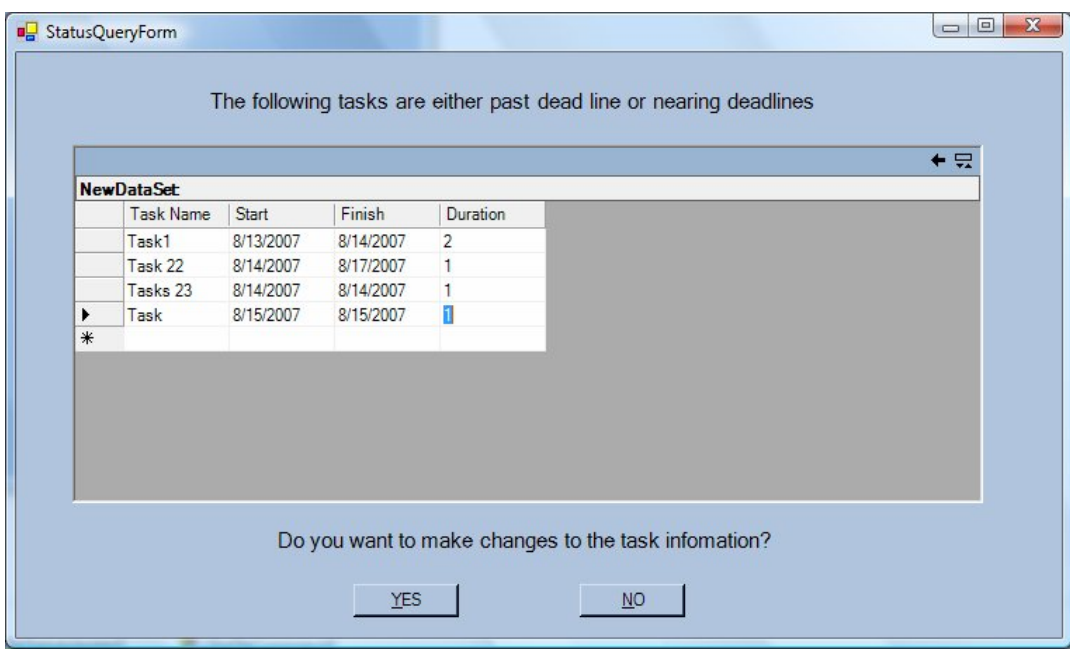 StatusQueryForm
The following tasks are either past dead line or nearing deadlines
NewDataSet:
Task Name Start Finish Duration
Task1 8/13/2007 8/14/2007 2
Task 22 8/14/2007 8/17/2007 1
Tasks 23 8/14/2007 8/14/2007 1
Task 8/15/2007 8/15/2007 1
Do you want to make changes to the task infomation?
YES NO